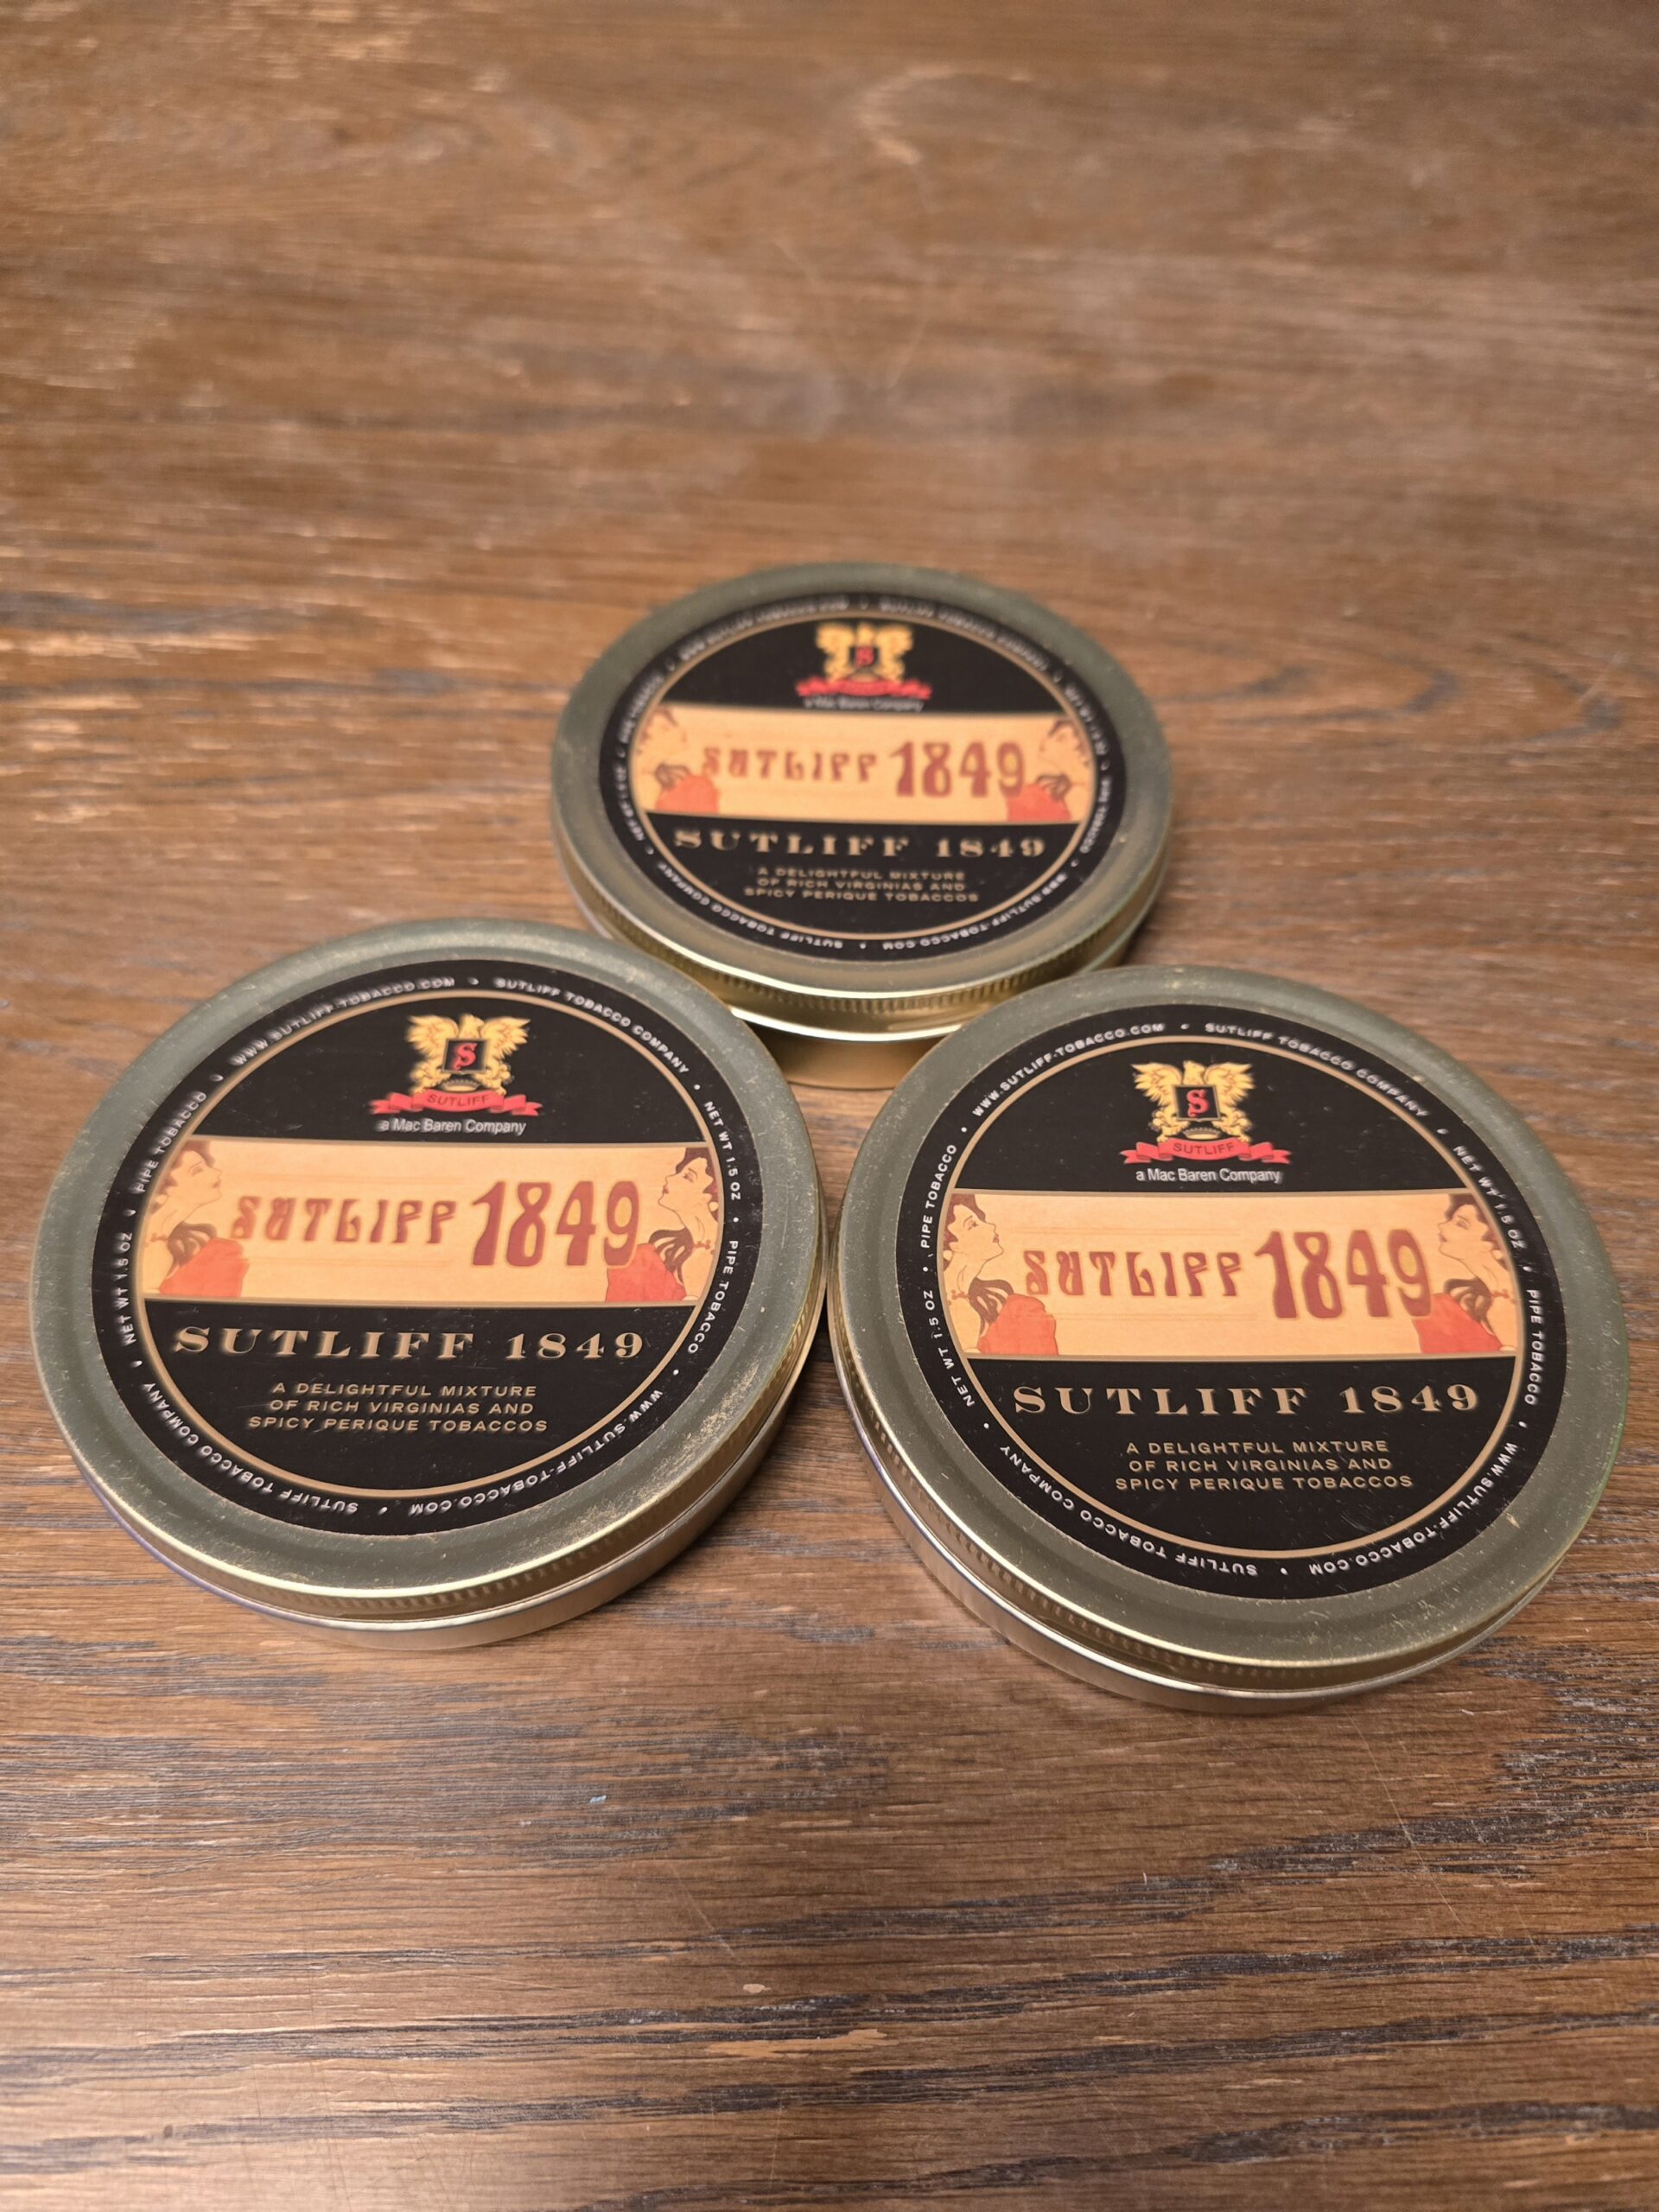 S
a Mac Baren Company
SUTLIFF 1849
SUTLIFF 1849
A DELIGHTFUL MIXTURE
OF RICH VIRGINIAS AND
SPICY PERIQUE TOBACCOS
SUTLIFF TOBACCO COMPANY • WWW.SUTLIFF-TOBACCO.COM
WWW.SUTLIFF-TOBACCO.COM • SUTLIFF TOBACCO COMPANY • NET WT 1.5 OZ • PIPE TOBACCO • WWW.SUTLIFF-TOBACCO.COM • SUTLIFF TOBACCO COMPANY • NET WT 1.5 OZ • PIPE TOBACCO
S
SUTLIFF
a Mac Baren Company
SUTLIFF 1849
SUTLIFF 1849
A DELIGHTFUL MIXTURE
OF RICH VIRGINIAS AND
SPICY PERIQUE TOBACCOS
WWW.SUTLIFF-TOBACCO.COM • SUTLIFF TOBACCO COMPANY • NET WT 1.5 OZ • PIPE TOBACCO • WWW.SUTLIFF-TOBACCO.COM • SUTLIFF TOBACCO COMPANY • NET WT 1.5 OZ • PIPE TOBACCO
S
SUTLIFF
a Mac Baren Company
SUTLIFF 1849
SUTLIFF 1849
A DELIGHTFUL MIXTURE
OF RICH VIRGINIAS AND
SPICY PERIQUE TOBACCOS